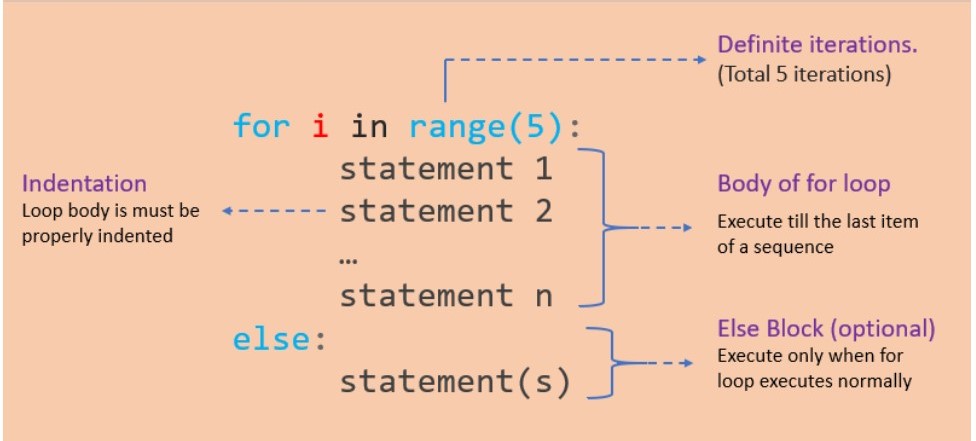 Definite iterations.
(Total 5 iterations)
for i in range(5):
statement 1
Indentation
Loop body is must be
properly indented
statement 2
…
statement n
Body of for loop
Execute till the last item
of a sequence
else:
statement(s)
Else Block (optional)
Execute only when for
loop executes normally